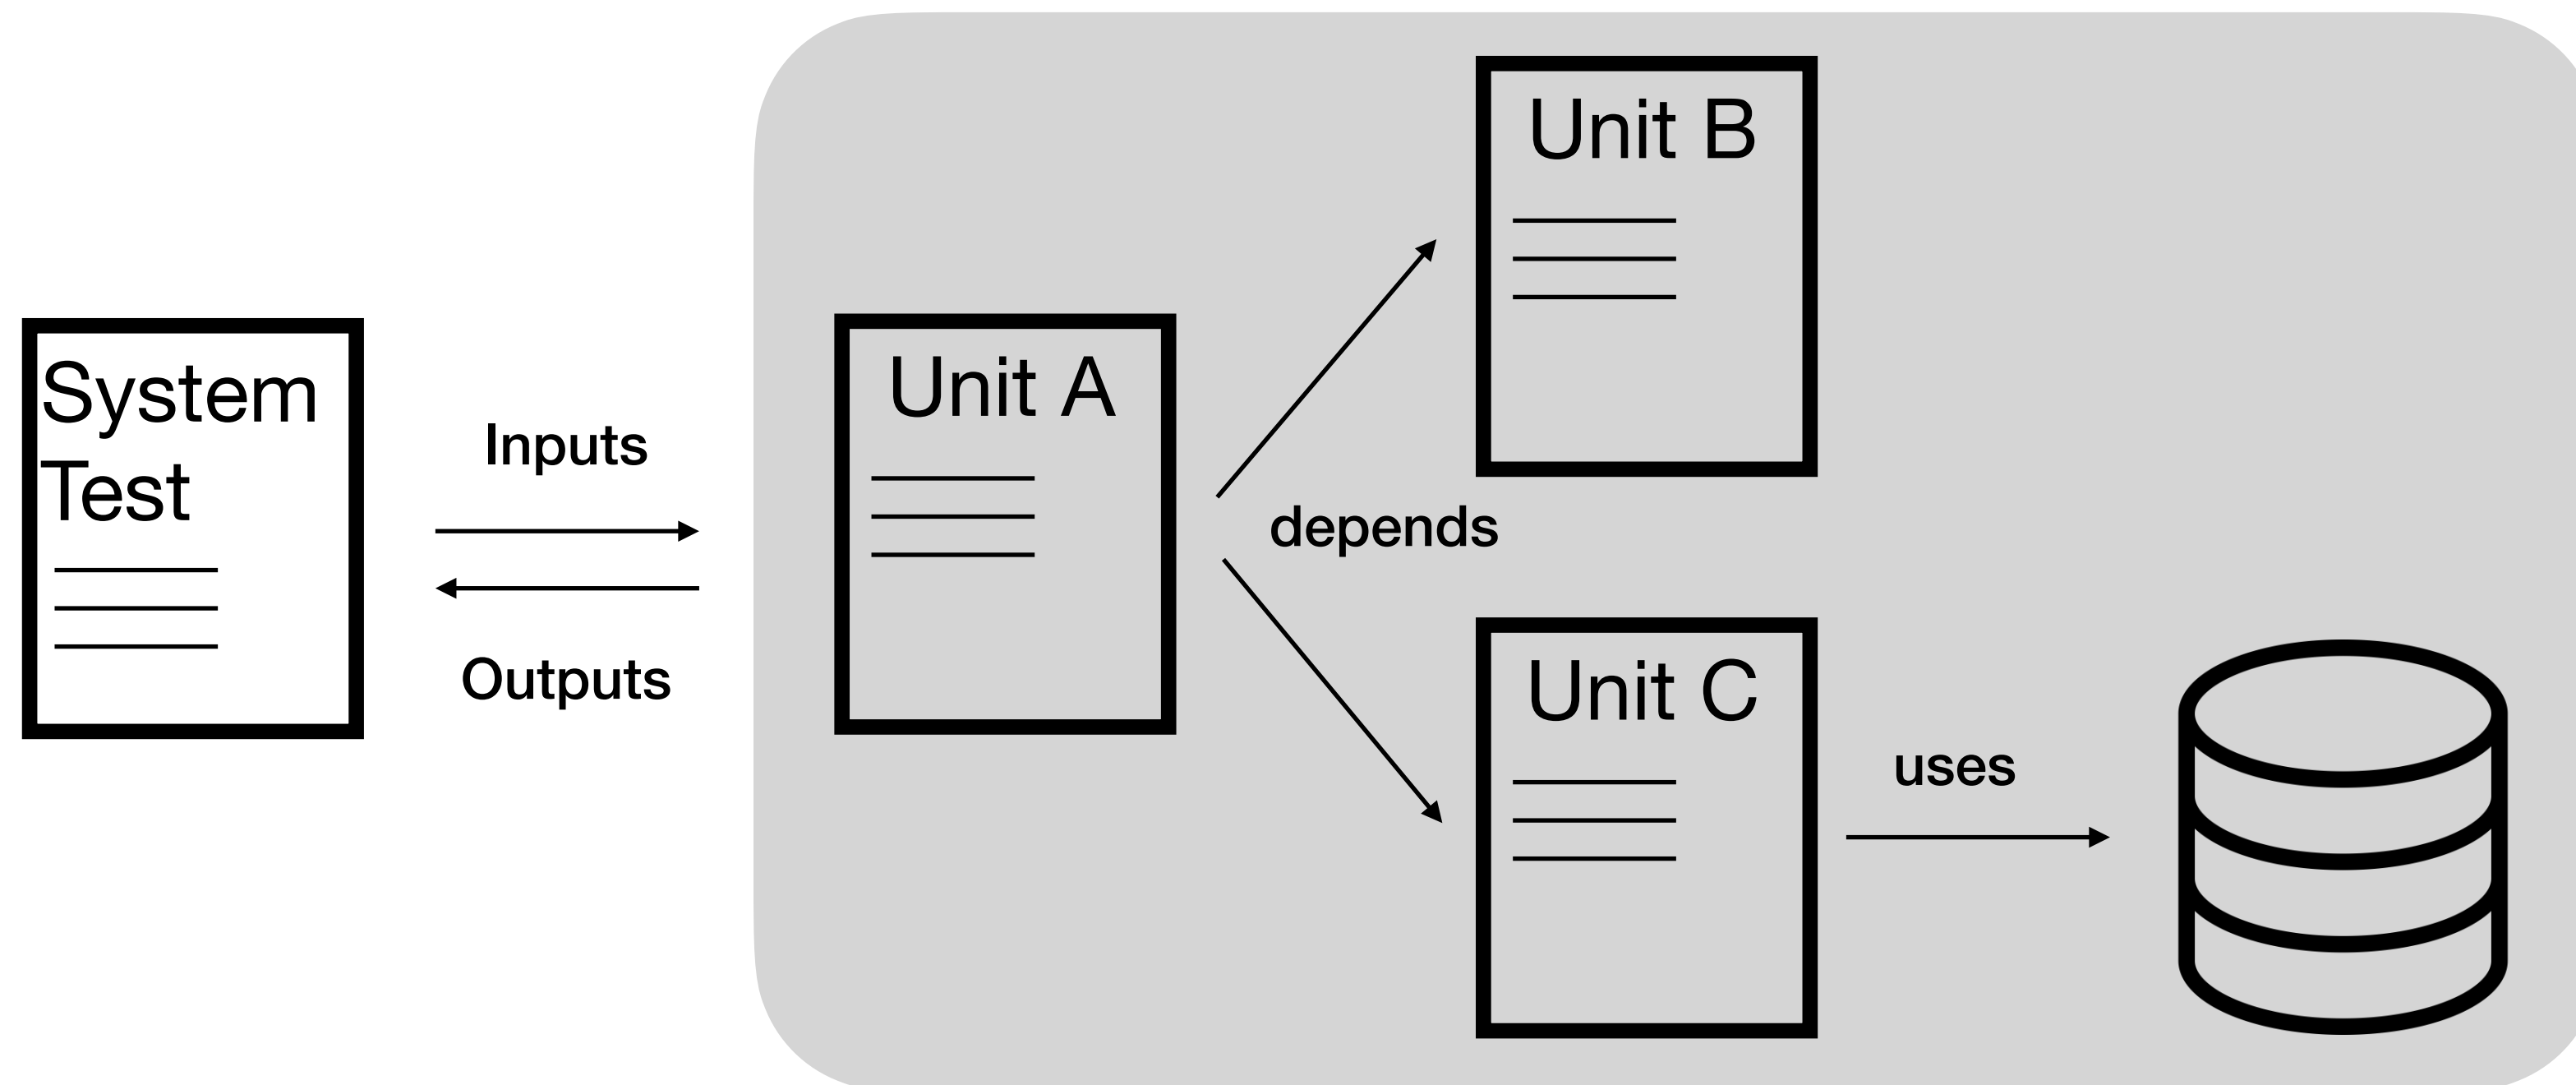 System
Test
Inputs
Outputs
Unit A
depends
Unit B
Unit C
uses